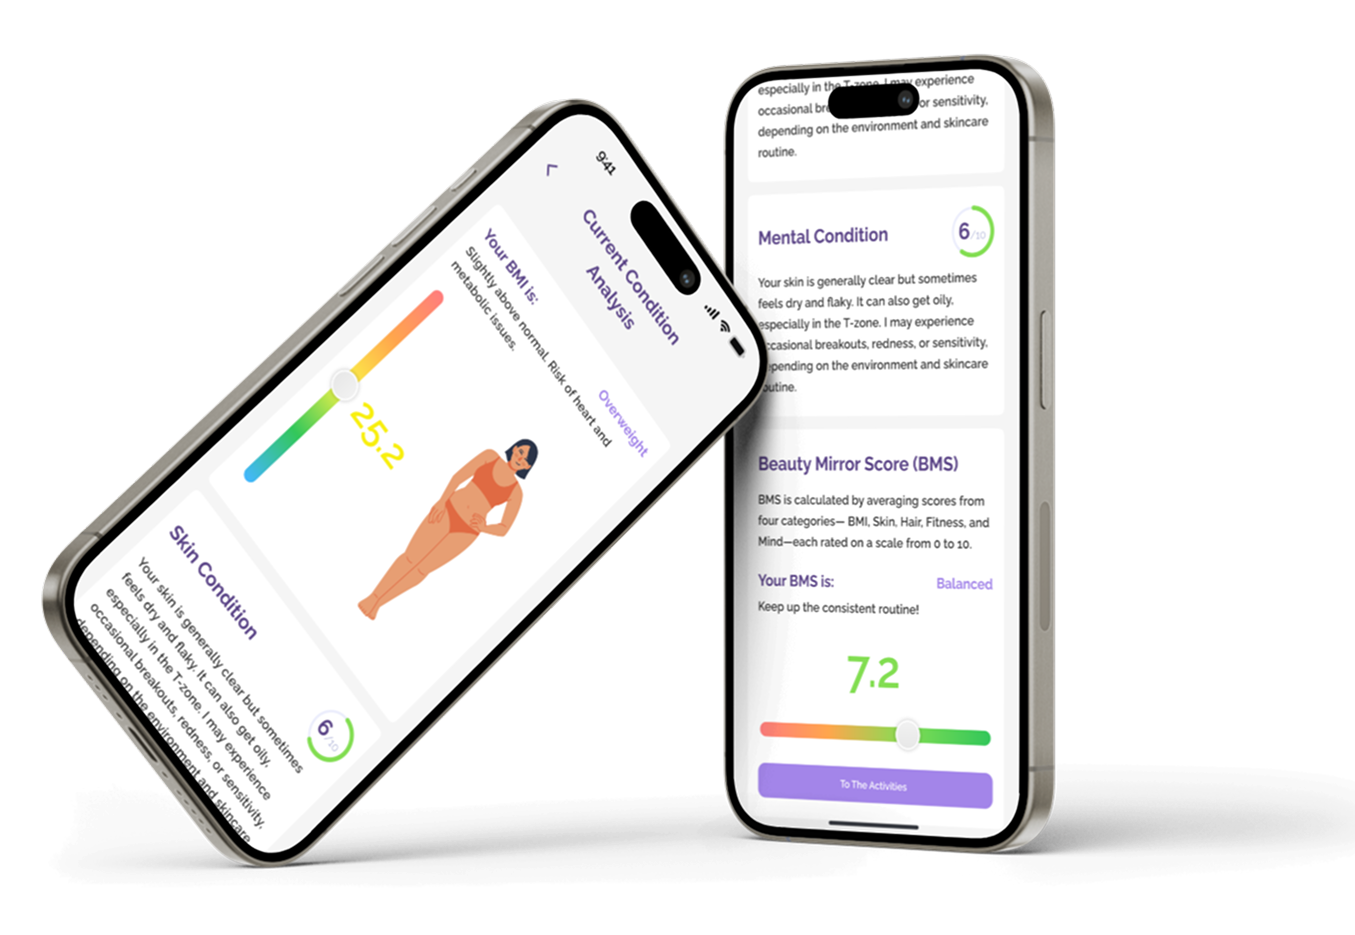 9:41
Current Condition
Analysis
Your BMI is:
Overweight
Slightly above normal. Risk of heart and
metabolic issues.
25.2
Skin Condition
6/10
Your skin is generally clear but sometimes
feels dry and flaky. It can also get oily,
especially in the T-zone. I may experience
occasional breakouts, redness, or sensitivity,
depending on the environment and skincare
especially in the T-zone. I may experience
occasional or sensitivity,
depending on the environment and skincare
routine.
Mental Condition
6/10
Your skin is generally clear but sometimes
feels dry and flaky. It can also get oily,
especially in the T-zone. I may experience
occasional breakouts, redness, or sensitivity,
depending on the environment and skincare
routine.
Beauty Mirror Score (BMS)
BMS is calculated by averaging scores from
four categories— BMI, Skin, Hair, Fitness, and
Mind—each rated on a scale from 0 to 10.
Your BMS is:
Balanced
Keep up the consistent routine!
7.2
To The Activities